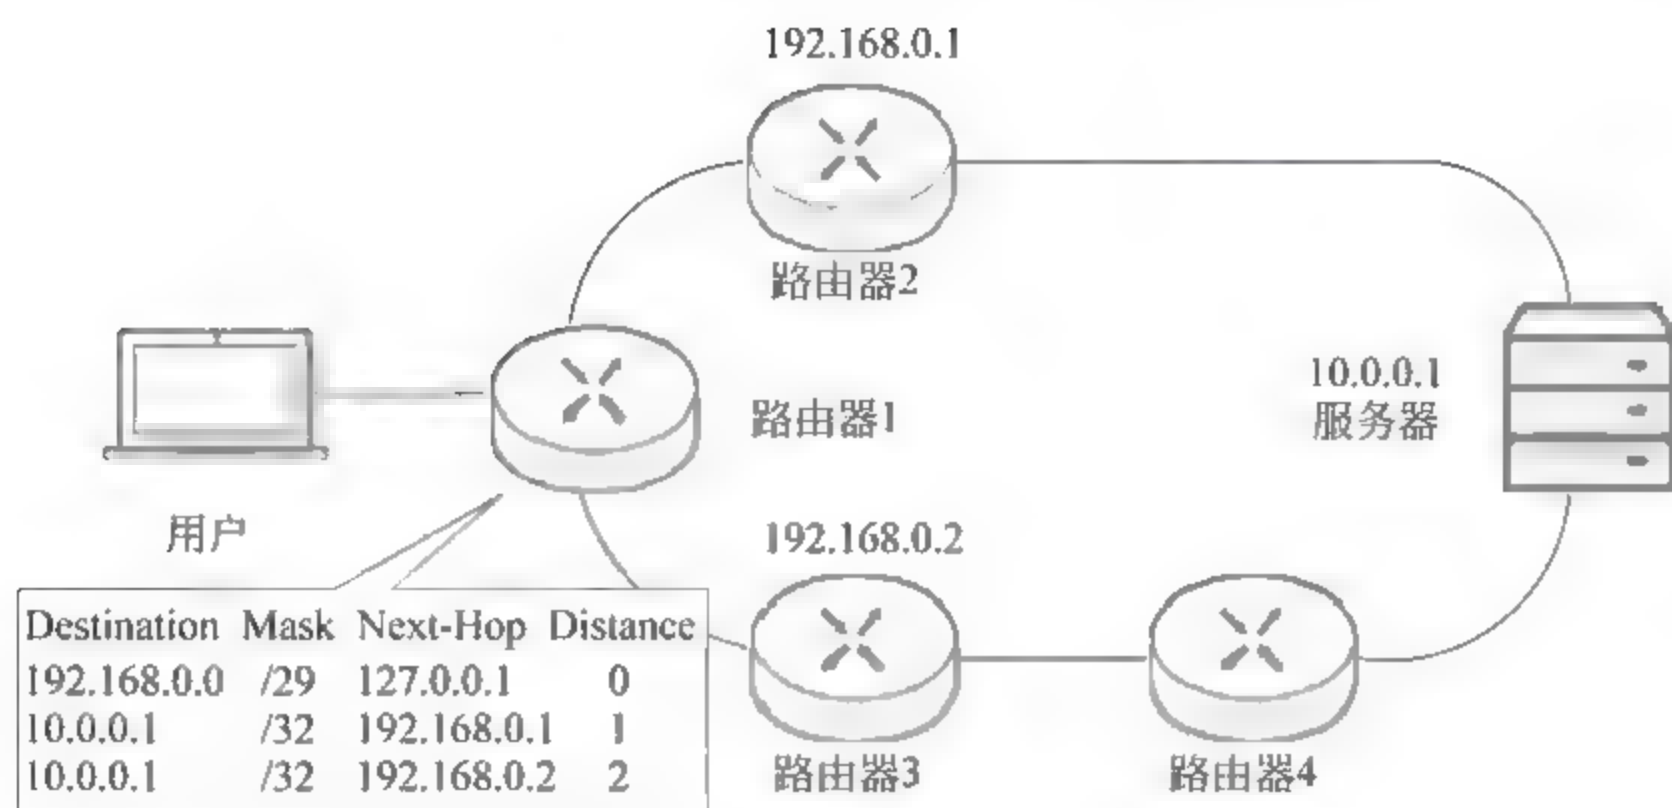 192.168.0.1
路由器2
10.0.0.1
服务器
路由器1
用户
192.168.0.2
Destination Mask Next-Hop Distance
192.168.0.0 /29 127.0.0.1 0
10.0.0.1 /32 192.168.0.1 1
10.0.0.1 /32 192.168.0.2 2
路由器3
路由器4